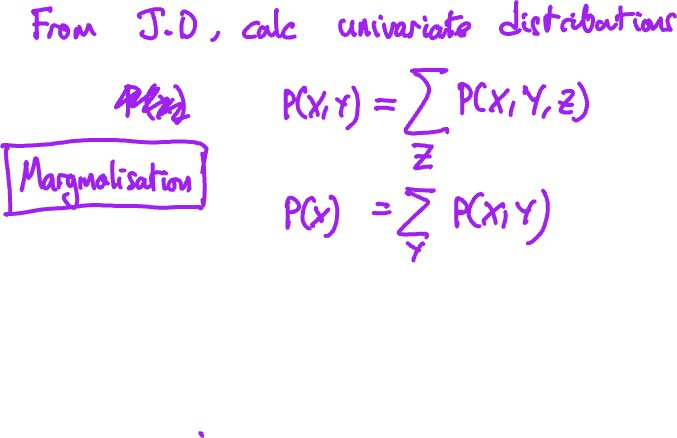 From J.D, calc univariate distributions
P(X,Y) = ∑ P(X,Y,Z)
Z
Marginalisation
P(x) = ∑ P(X,Y)
Y